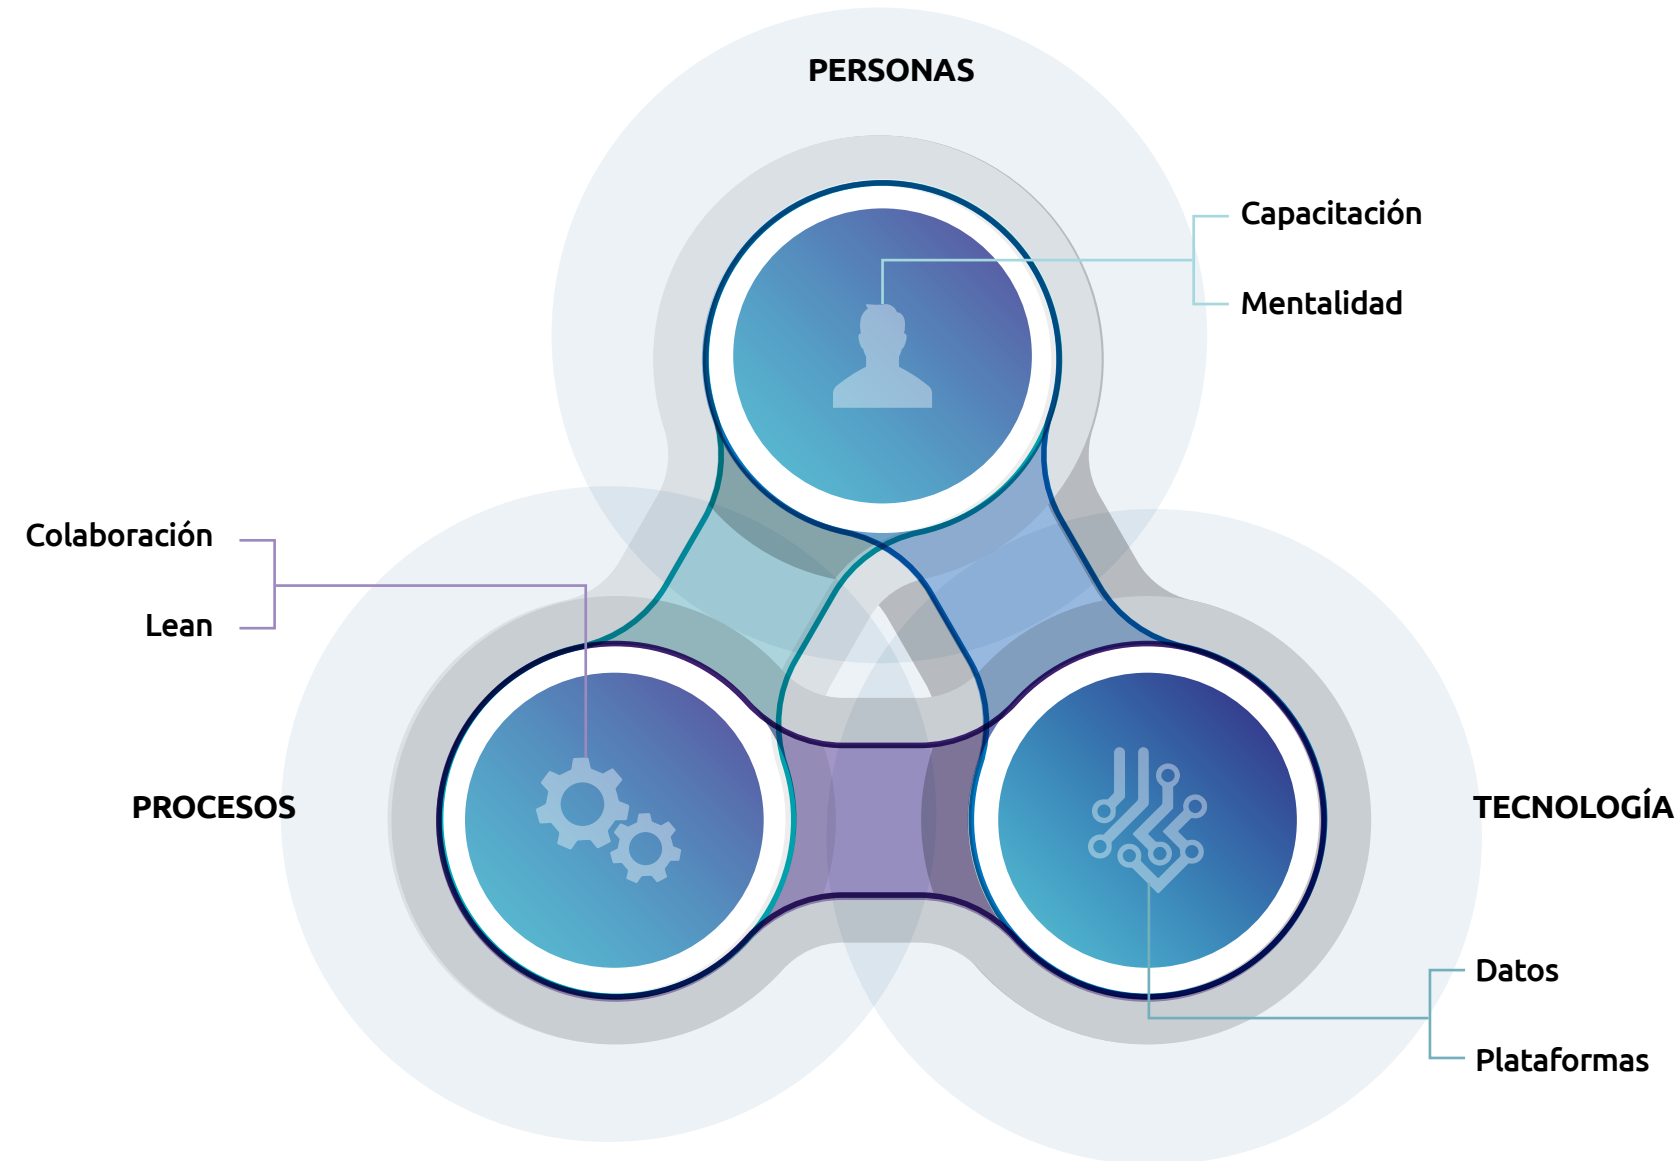 PERSONAS
Capacitación
Mentalidad
Colaboración
Lean
PROCESOS
TECNOLOGÍA
Datos
Plataformas